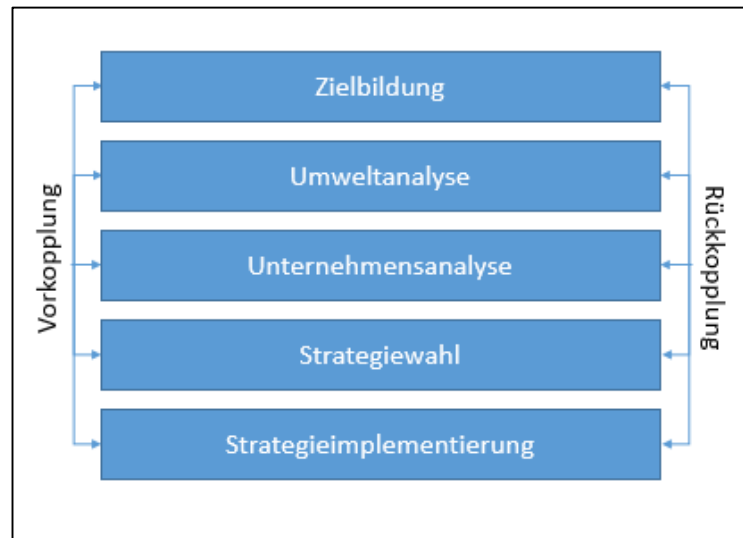 Zielbildung
Umweltanalyse
Unternehmensanalyse
Strategiewahl
Strategieimplementierung
Vorkopplung
Rückkopplung